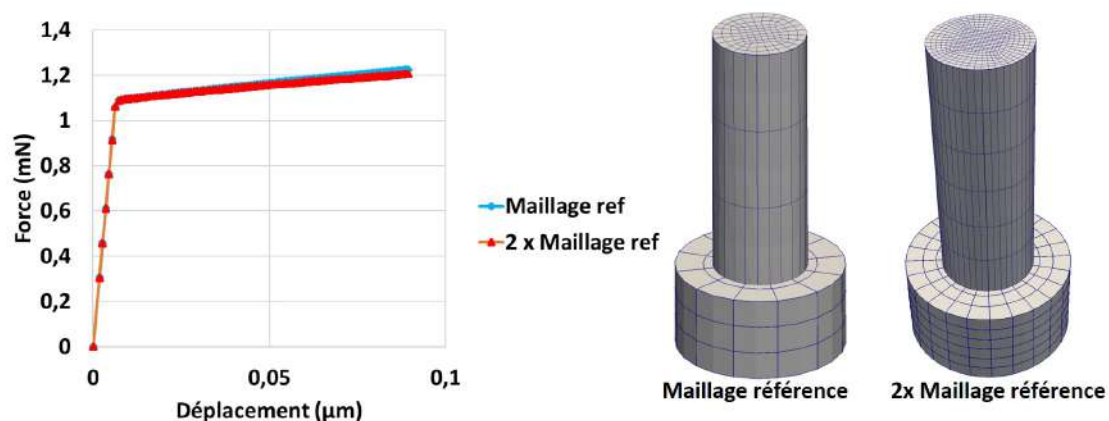 1,4
1,2
1
0,8
0,6
0,4
0,2
0
Force (mN)
0
0,05
0,1
Déplacement (µm)
Maillage ref
2 x Maillage ref
Maillage référence
2x Maillage référence